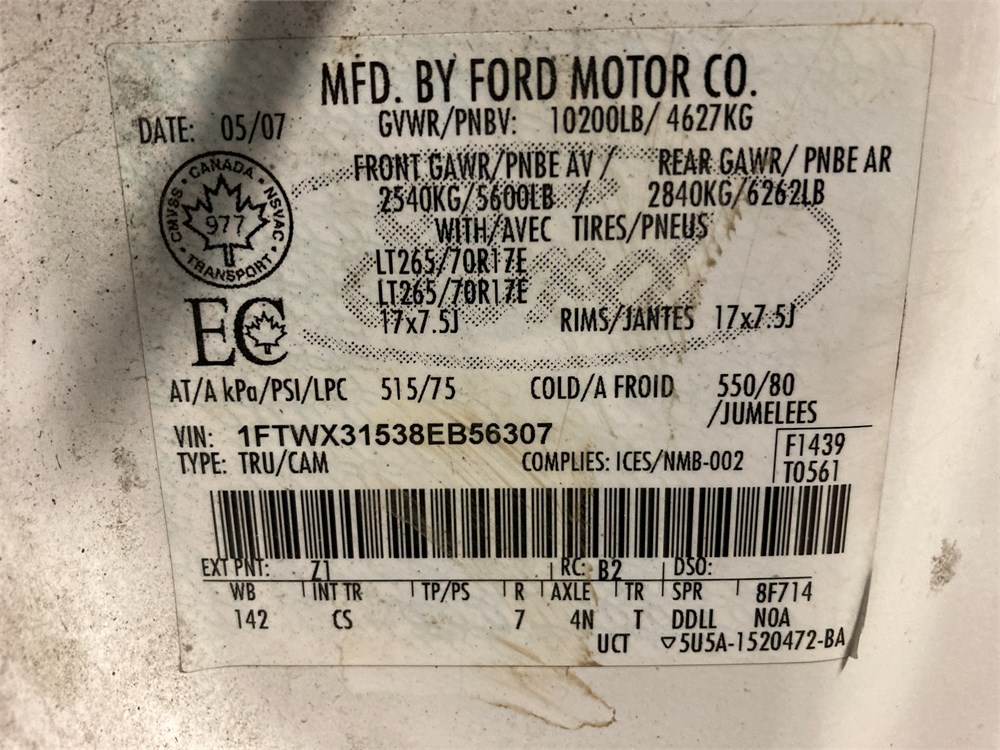 MFD. BY FORD MOTOR CO.
DATE: 05/07 GVWR/PNBV: 10200LB/ 4627KG
FRONT GAWR/PNBE AV / REAR GAWR/ PNBE AR
2540KG/5600LB / 2840KG/6262LB
WITH/AVEC TIRES/PNEUS
LT265/70R17E
LT265/70R17E
17x7.5J RIMS/JANTES 17x7.5J
CANADA
CMVSS NSVAC
977
TRANSPORT
EC
AT/A kPa/PSI/LPC 515/75 COLD/A FROID 550/80
/JUMELEES
VIN: 1FTWX31538EB56307
TYPE: TRU/CAM COMPLIES: ICES/NMB-002
F1439
T0561
EXT PNT: Z1 RC: B2 DSO:
WB INT TR TP/PS R AXLE TR SPR 8F714
142 CS 7 4N T DDLL NOA
UCT ▽5U5A-1520472-BA